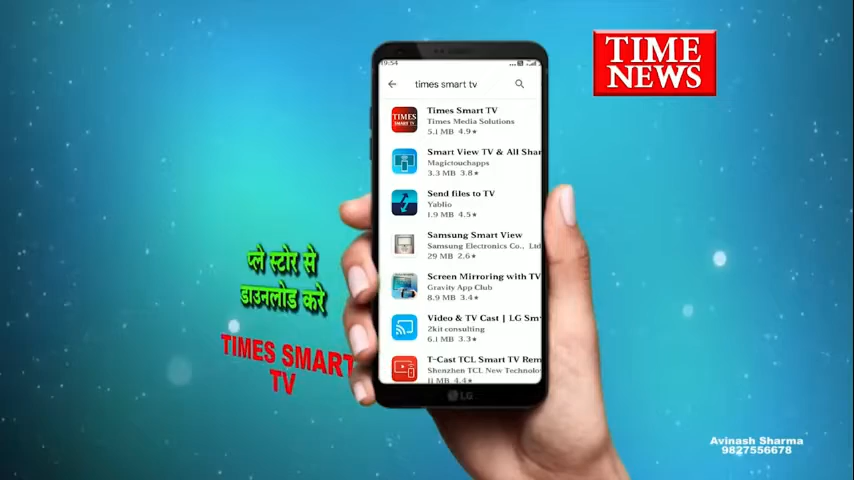 TIME
NEWS
19:54
times smart tv
Times Smart TV
Times Media Solutions
5.1 MB 4.9★
Smart View TV & All Shar
Magictouchapps
3.3 MB 3.8★
Send files to TV
Yablio
1.9 MB 4.5★
Samsung Smart View
Samsung Electronics Co., Ltd
29 MB 2.6★
Screen Mirroring with TV
Gravity App Club
8.9 MB 3.4★
Video & TV Cast | LG Sm
2kit consulting
6.1 MB 3.3★
T-Cast TCL Smart TV Rem
Shenzhen TCL New Technolo
11 MB 4.4★
LG
प्ले स्टोर से
डाउनलोड करे
TIMES SMART
TV
Avinash Sharma
9827556678